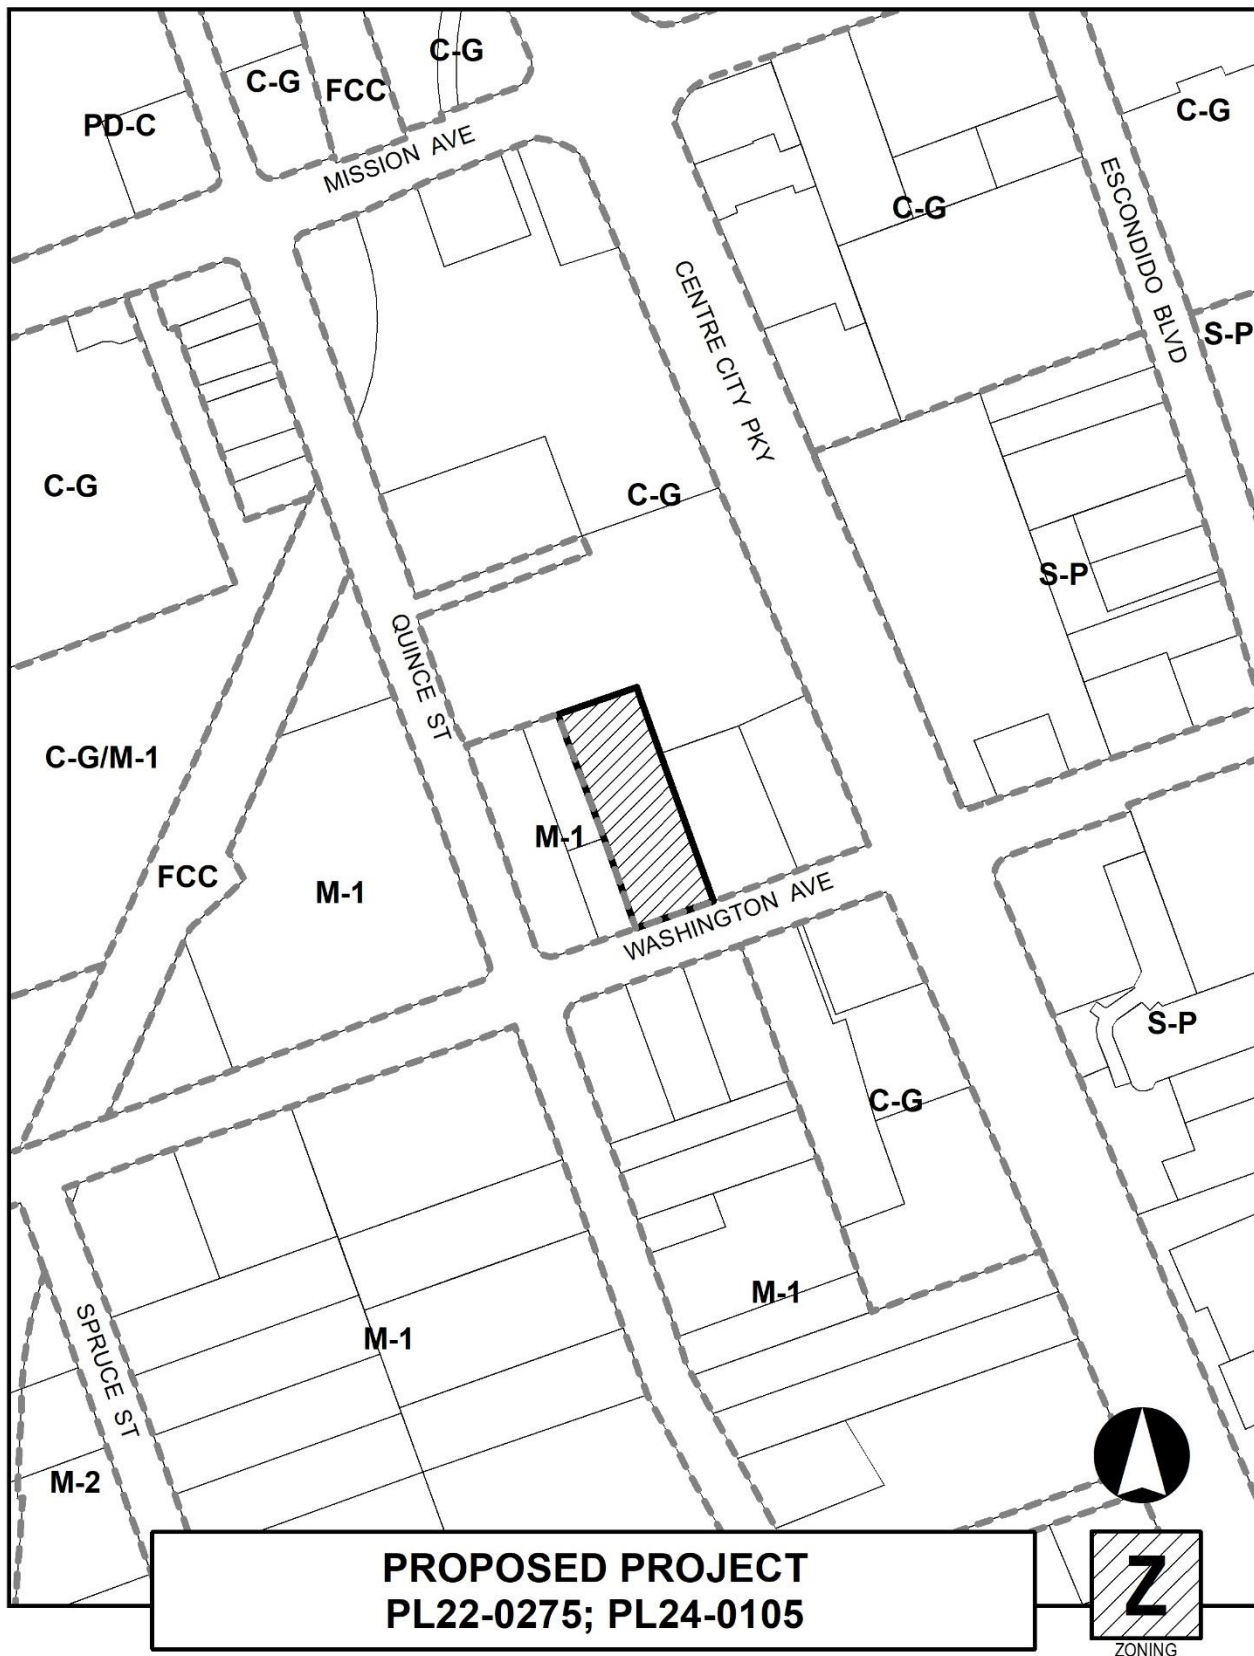 C-G
C-G
FCC
PD-C
C-G
MISSION AVE
C-G
ESCONDIDO BLVD
CENTRE CITY PKY
S-P
C-G
C-G
S-P
QUINCE ST
C-G/M-1
M-1
FCC
M-1
WASHINGTON AVE
S-P
C-G
M-1
SPRUCE ST
M-1
M-2
PROPOSED PROJECT
PL22-0275; PL24-0105
Z
ZONING